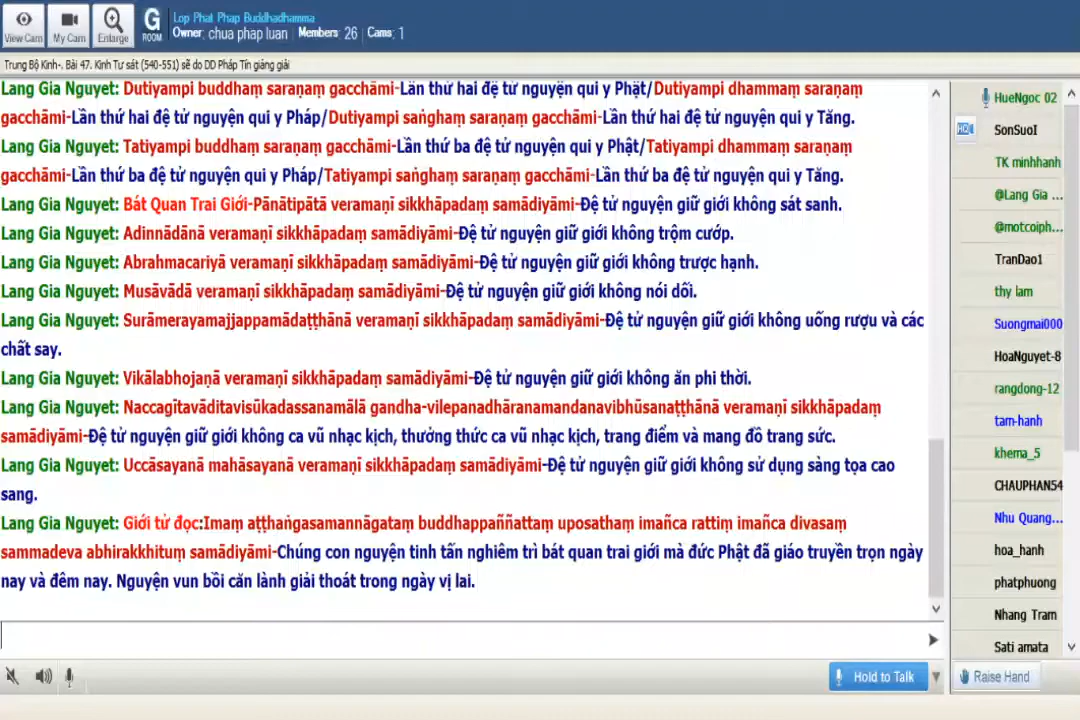 View Cam
My Cam
Enlarge
G
ROOM
Lop Phat Phap Buddhadhamma
Owner: chua phap luan | Members: 26 | Cams: 1
Trung Bộ Kinh-. Bài 47. Kinh Tư sát (540-551) sẽ do DD Pháp Tín giảng giải
Lang Gia Nguyet: Dutiyampi buddhaṃ saraṇaṃ gacchāmi-Lần thứ hai đệ tử nguyện qui y Phật/Dutiyampi dhammaṃ saraṇaṃ
gacchāmi-Lần thứ hai đệ tử nguyện qui y Pháp/Dutiyampi saṅghaṃ saraṇaṃ gacchāmi-Lần thứ hai đệ tử nguyện qui y Tăng.
Lang Gia Nguyet: Tatiyampi buddhaṃ saraṇaṃ gacchāmi-Lần thứ ba đệ tử nguyện qui y Phật/Tatiyampi dhammaṃ saraṇaṃ
gacchāmi-Lần thứ ba đệ tử nguyện qui y Pháp/Tatiyampi saṅghaṃ saraṇaṃ gacchāmi-Lần thứ ba đệ tử nguyện qui y Tăng.
Lang Gia Nguyet: Bát Quan Trai Giới-Pānātipātā veramaṇī sikkhāpadaṃ samādiyāmi-Đệ tử nguyện giữ giới không sát sanh.
Lang Gia Nguyet: Adinnādānā veramaṇī sikkhāpadaṃ samādiyāmi-Đệ tử nguyện giữ giới không trộm cướp.
Lang Gia Nguyet: Abrahmacariyā veramaṇī sikkhāpadaṃ samādiyāmi-Đệ tử nguyện giữ giới không trược hạnh.
Lang Gia Nguyet: Musāvādā veramaṇī sikkhāpadaṃ samādiyāmi-Đệ tử nguyện giữ giới không nói dối.
Lang Gia Nguyet: Surāmerayamajjappamādaṭṭhānā veramaṇī sikkhāpadaṃ samādiyāmi-Đệ tử nguyện giữ giới không uống rượu và các
chất say.
Lang Gia Nguyet: Vikālabhojaṇā veramaṇī sikkhāpadaṃ samādiyāmi-Đệ tử nguyện giữ giới không ăn phi thời.
Lang Gia Nguyet: Naccagītavāditavisūkadassanamālā gandha-vilepanadhāranamandanavibhūsanaṭṭhānā veramaṇī sikkhāpadaṃ
samādiyāmi-Đệ tử nguyện giữ giới không ca vũ nhạc kịch, thưởng thức ca vũ nhạc kịch, trang điểm và mang đồ trang sức.
Lang Gia Nguyet: Uccāsayanā mahāsayanā veramaṇī sikkhāpadaṃ samādiyāmi-Đệ tử nguyện giữ giới không sử dụng sàng tọa cao
sang.
Lang Gia Nguyet: Giới tử đọc:Imaṃ aṭṭhaṅgasamannāgataṃ buddhappaññattaṃ uposathaṃ imañca rattiṃ imañca divasaṃ
sammadeva abhirakkhituṃ samādiyāmi-Chúng con nguyện tinh tấn nghiêm trì bát quan trai giới mà đức Phật đã giáo truyền trọn ngày
nay và đêm nay. Nguyện vun bồi căn lành giải thoát trong ngày vị lai.
HueNgoc 02
HQ
SonSuoI
TK minhhanh
@Lang Gia ...
@motcoiph...
TranDao1
thy lam
Suongmai000
HoaNguyet-8
rangdong-12
tam-hanh
khema_5
CHAUPHAN54
Nhu Quang...
hoa_hanh
phatphuong
Nhang Tram
Sati amata
Hold to Talk
Raise Hand